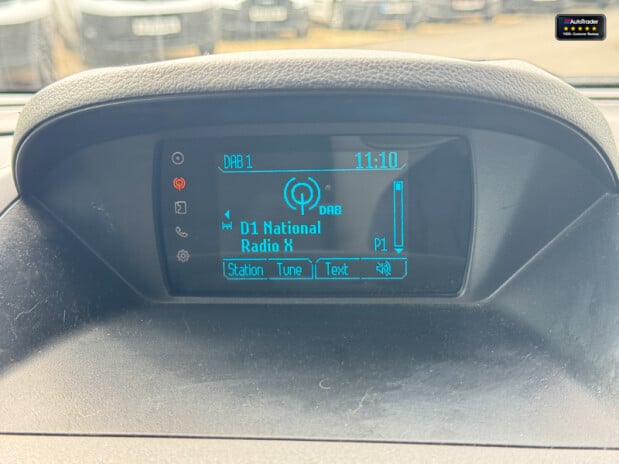 AutoTrader
DAB 1 11:10
DAB
D1 National
Radio X P1
Station Tune Text